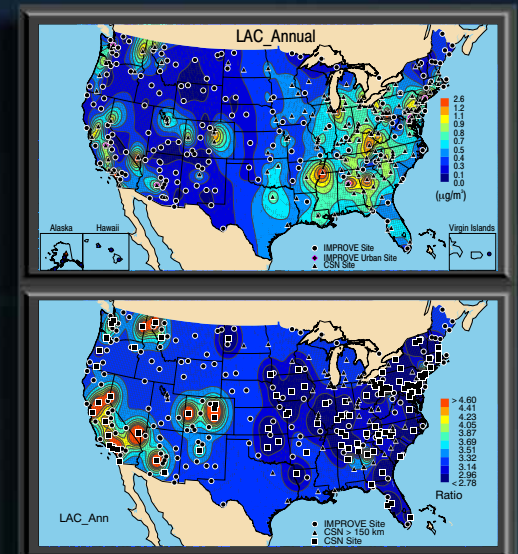 LAC_Annual
2.6
1.2
1.1
0.9
0.8
0.7
0.5
0.4
0.3
0.1
0.0
(µg/m³)
Alaska
Hawaii
Virgin Islands
IMPROVE Site
IMPROVE Urban Site
CSN Site
> 4.60
4.41
4.23
4.05
3.87
3.69
3.51
3.32
3.14
2.96
< 2.78
Ratio
LAC_Ann
IMPROVE Site
CSN > 150 km
CSN Site